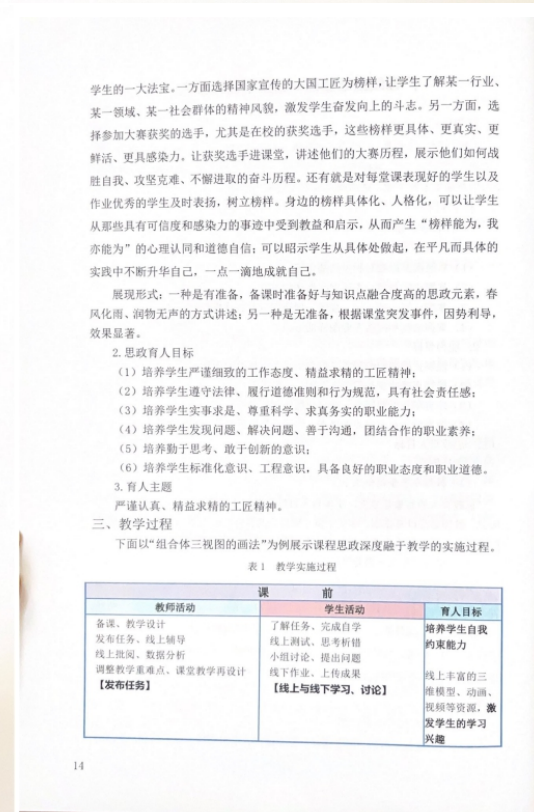 学生的一大法宝。一方面选择国家宣传的大国工匠为榜样，让学生了解某一行业、
某一领域、某一社会群体的精神风貌，激发学生奋发向上的斗志。另一方面，选
择参加大赛获奖的选手，尤其是在校的获奖选手，这些榜样更具体、更真实、更
鲜活、更具感染力。让获奖选手进课堂，讲述他们的大赛历程，展示他们如何战
胜自我、攻坚克难、不懈进取的奋斗历程。还有就是对每堂课表现好的学生以及
作业优秀的学生及时表扬，树立榜样。身边的榜样具体化、人格化，可以让学生
从那些具有可信度和感染力的事迹中受到教益和启示，从而产生“榜样能为，我
亦能为”的心理认同和道德自信；可以昭示学生从具体处做起，在平凡而具体的
实践中不断升华自己，一点一滴地成就自己。
展现形式：一种是有准备，备课时准备好与知识点融合度高的思政元素，春
风化雨、润物无声的方式讲述；另一种是无准备，根据课堂突发事件，因势利导，
效果显著。
2.思政育人目标
（1）培养学生严谨细致的工作态度、精益求精的工匠精神；
（2）培养学生遵守法律、履行道德准则和行为规范，具有社会责任感；
（3）培养学生实事求是、尊重科学、求真务实的职业能力；
（4）培养学生发现问题、解决问题、善于沟通，团结合作的职业素养；
（5）培养勤于思考、敢于创新的意识；
（6）培养学生标准化意识、工程意识，具备良好的职业态度和职业道德。
3.育人主题
严谨认真、精益求精的工匠精神。
三、教学过程
下面以“组合体三视图的画法”为例展示课程思政深度融于教学的实施过程。
表1 教学实施过程
课 前
教师活动 学生活动 育人目标
备课、教学设计
发布任务、线上辅导
线上批阅、数据分析
调整教学重难点、课堂教学再设计
【发布任务】
了解任务、完成自学
线上测试、思考析错
小组讨论、提出问题
线下作业、上传成果
【线上与线下学习、讨论】
培养学生自我
约束能力
线上丰富的三
维模型、动画、
视频等资源，激
发学生的学习
兴趣
14